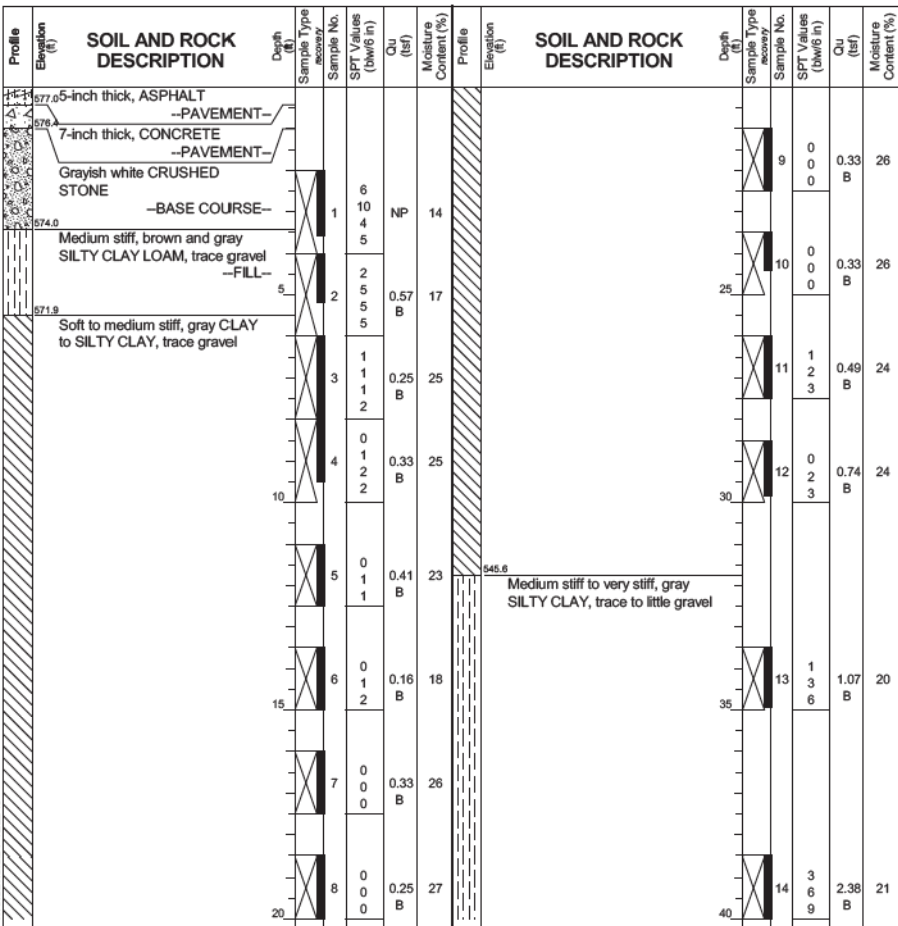 Profile
Elevation (ft)
SOIL AND ROCK
DESCRIPTION
Depth (ft)
Sample Type
recovery
Sample No.
SPT Values
(blw/6 in)
Qu
(tsf)
Moisture
Content (%)
577.0 5-inch thick, ASPHALT
--PAVEMENT--
576.4
7-inch thick, CONCRETE
--PAVEMENT--
Grayish white CRUSHED
STONE
--BASE COURSE--
1 6 10 4 5 NP 14
574.0
Medium stiff, brown and gray
SILTY CLAY LOAM, trace gravel
--FILL--
5
2 2 5 5 5 0.57 B 17
571.9
Soft to medium stiff, gray CLAY
to SILTY CLAY, trace gravel
3 1 1 1 2 0.25 B 25
4 0 1 2 2 0.33 B 25
10
5 0 1 1 0.41 B 23
6 0 1 2 0.16 B 18
15
7 0 0 0 0.33 B 26
8 0 0 0 0.25 B 27
20
Profile
Elevation (ft)
SOIL AND ROCK
DESCRIPTION
Depth (ft)
Sample Type
recovery
Sample No.
SPT Values
(blw/6 in)
Qu
(tsf)
Moisture
Content (%)
9 0 0 0 0.33 B 26
10 0 0 0 0.33 B 26
25
11 1 2 3 0.49 B 24
12 0 2 3 0.74 B 24
30
545.6
Medium stiff to very stiff, gray
SILTY CLAY, trace to little gravel
13 1 3 6 1.07 B 20
35
14 3 6 9 2.38 B 21
40